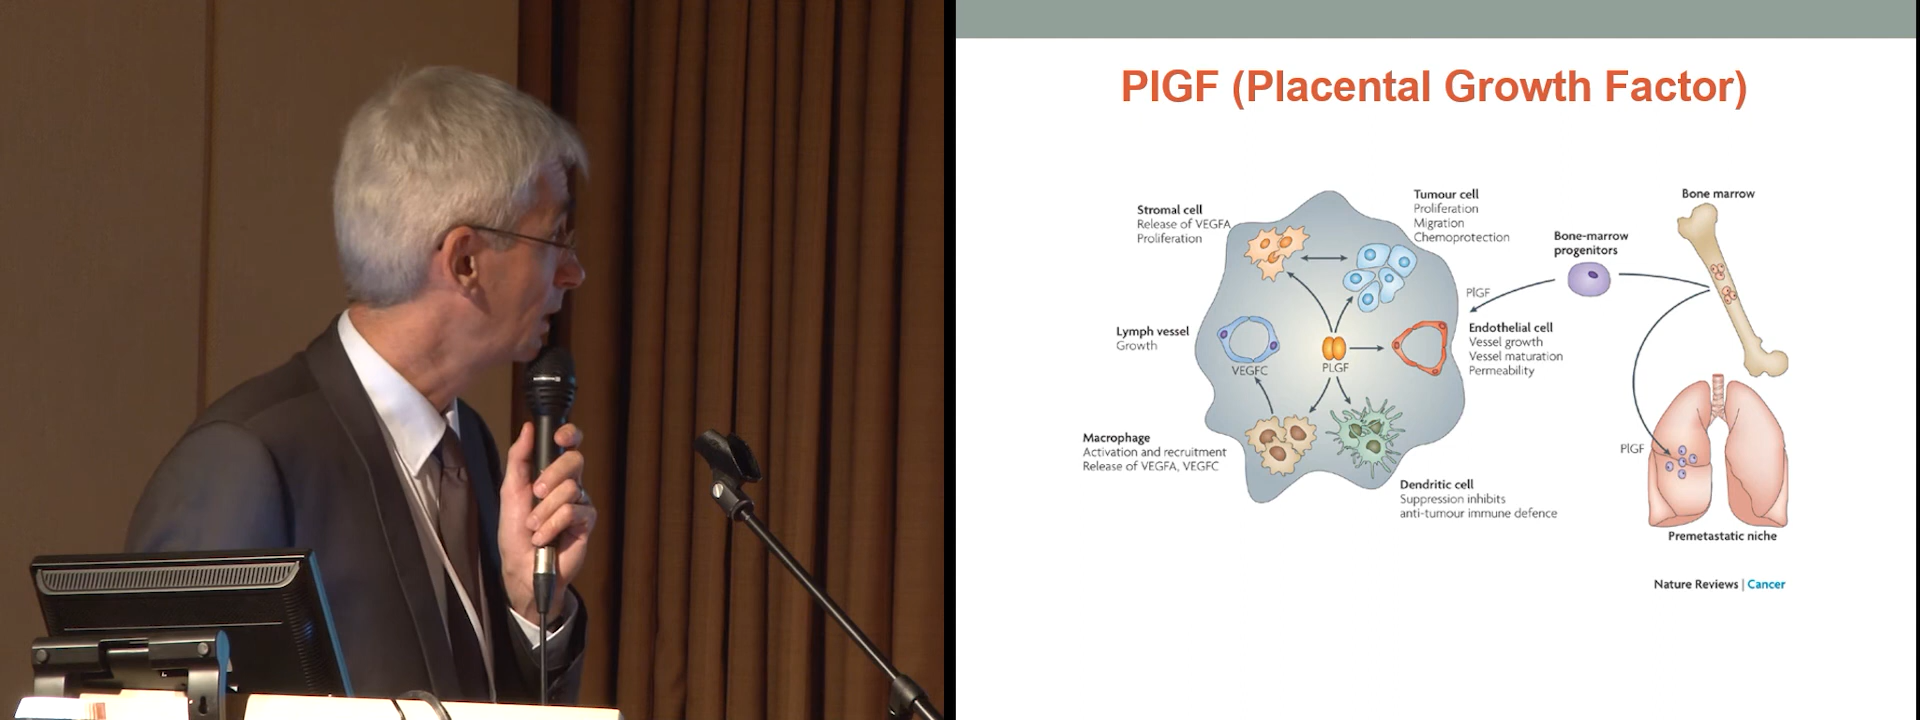 PlGF (Placental Growth Factor)
Stromal cell
Release of VEGFA
Proliferation
Tumour cell
Proliferation
Migration
Chemoprotection
Bone marrow
Bone-marrow
progenitors
PlGF
Lymph vessel
Growth
VEGFC
PLGF
Endothelial cell
Vessel growth
Vessel maturation
Permeability
Macrophage
Activation and recruitment
Release of VEGFA, VEGFC
Dendritic cell
Suppression inhibits
anti-tumour immune defence
PlGF
Premetastatic niche
Nature Reviews | Cancer